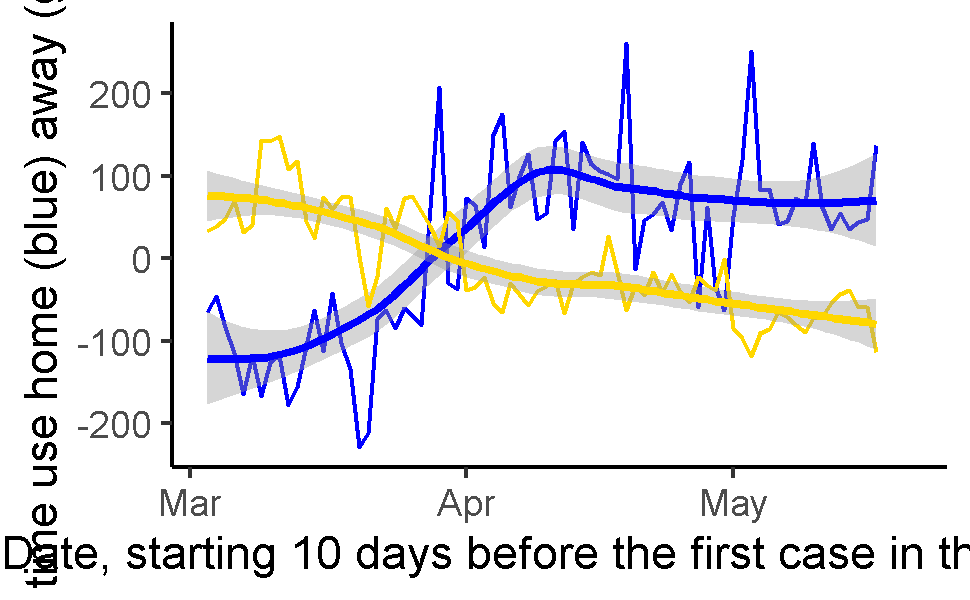 time use home (blue) away (
200
100
0
-100
-200
Mar Apr May
Date, starting 10 days before the first case in th